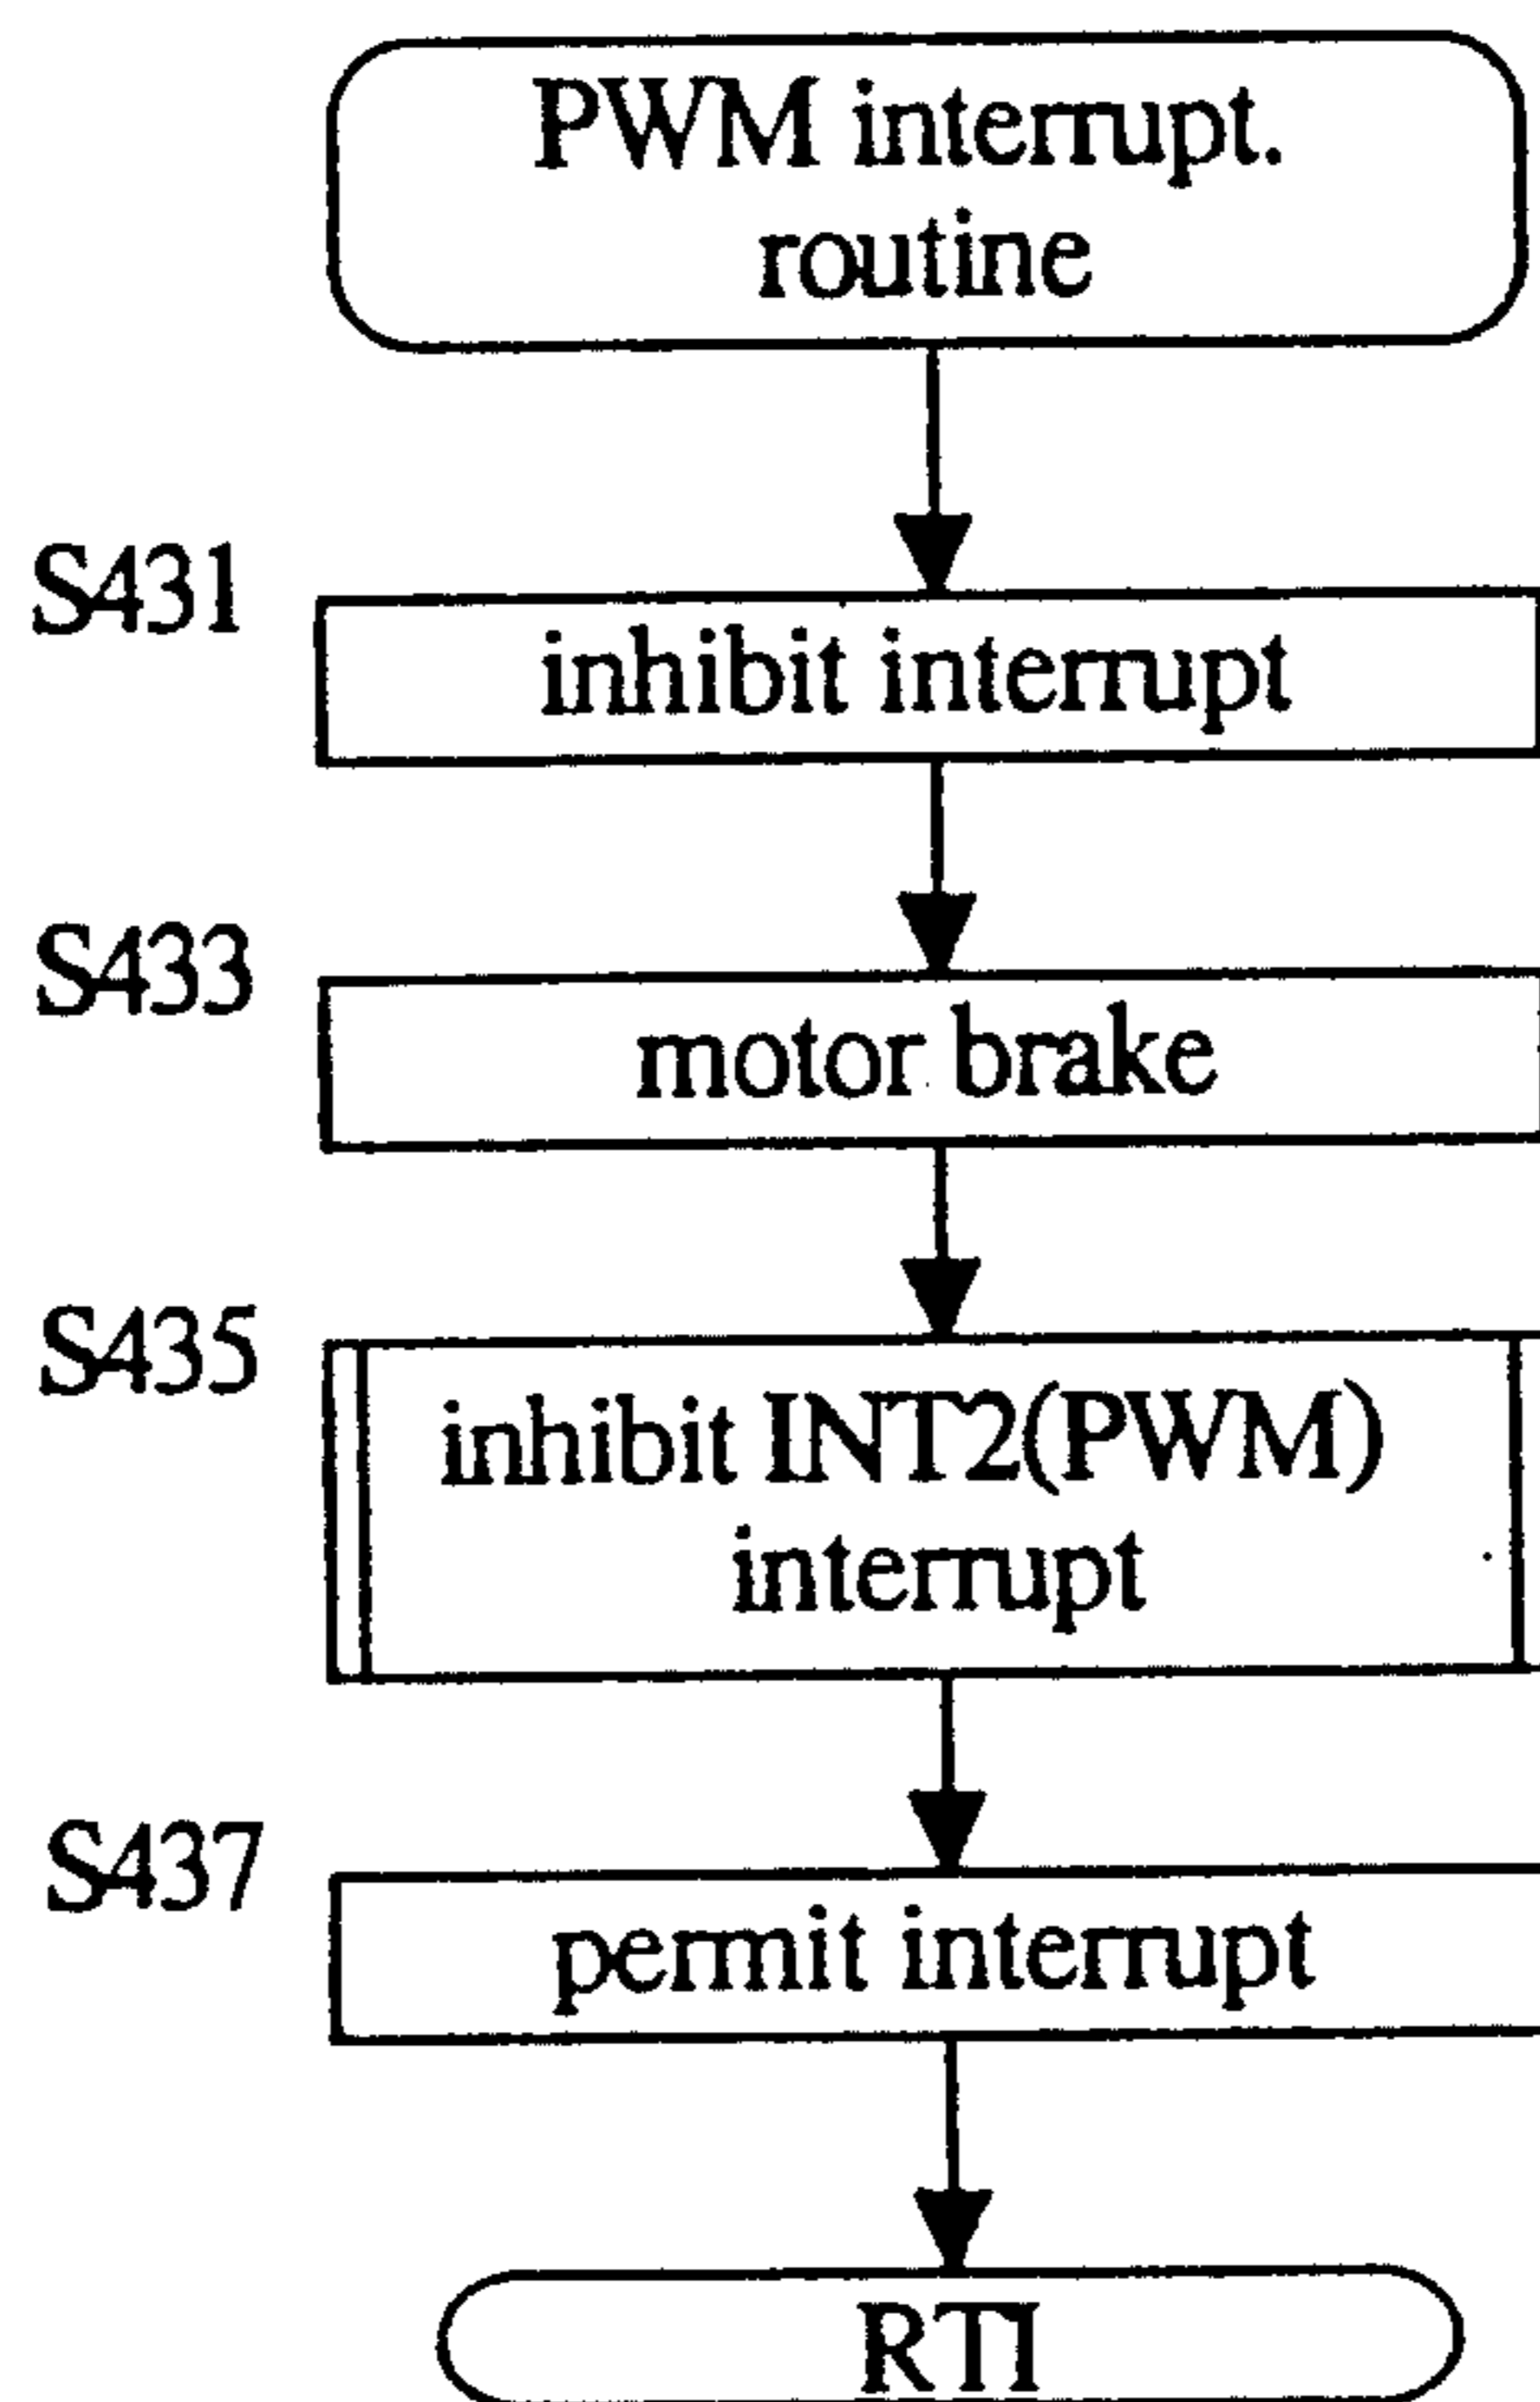 PWM interrupt.
routine
S431
inhibit interrupt
S433
motor brake
S435
inhibit INT2(PWM)
interrupt
S437
permit interrupt
RTI